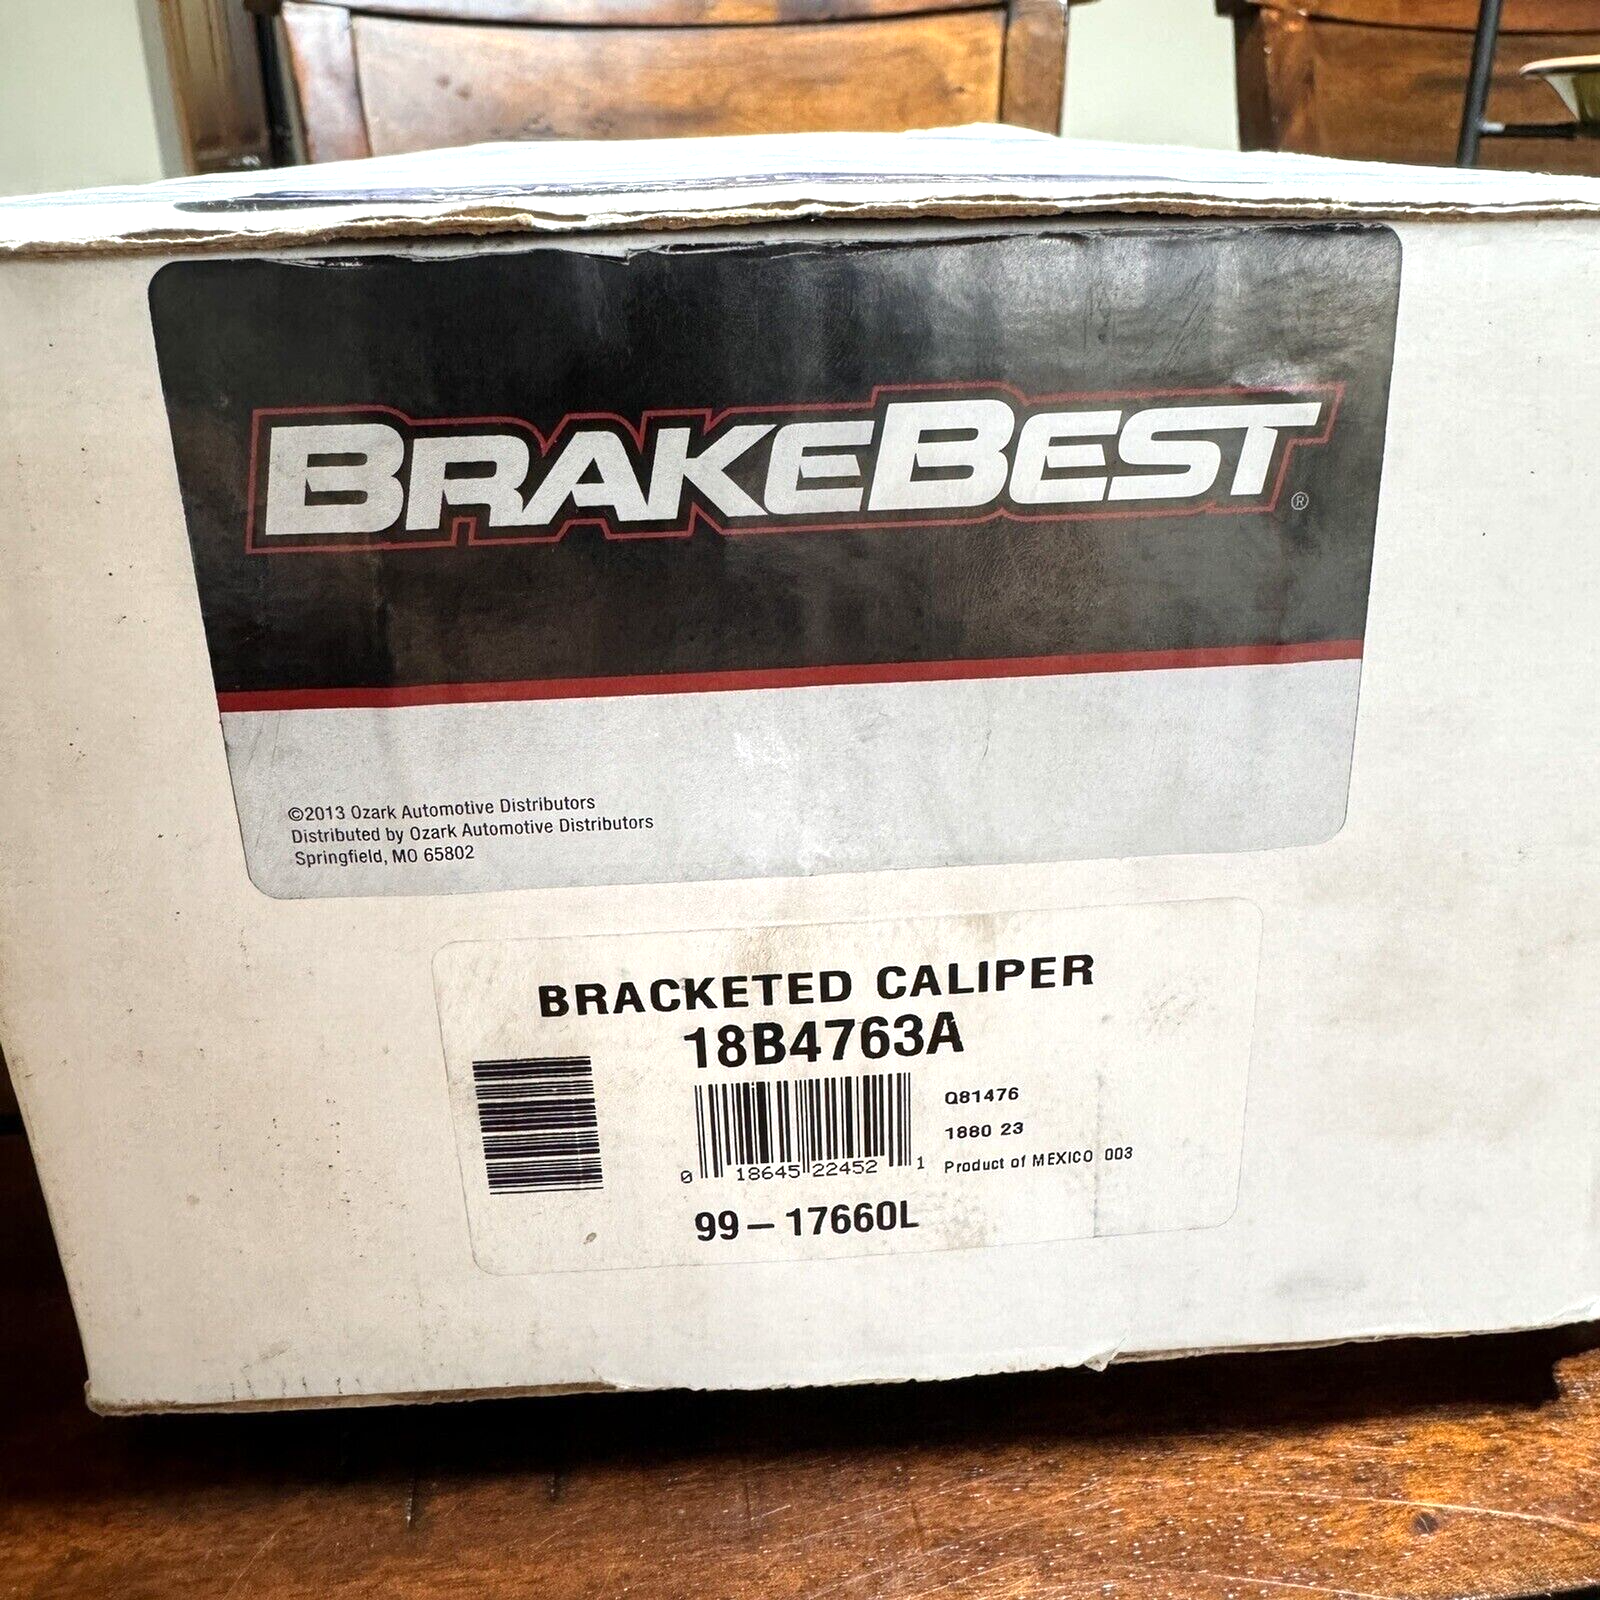 BRAKEBEST®
©2013 Ozark Automotive Distributors
Distributed by Ozark Automotive Distributors
Springfield, MO 65802
BRACKETED CALIPER
18B4763A
Q81476
1880 23
Product of MEXICO 003
0 18645 22452 1
99-17660L